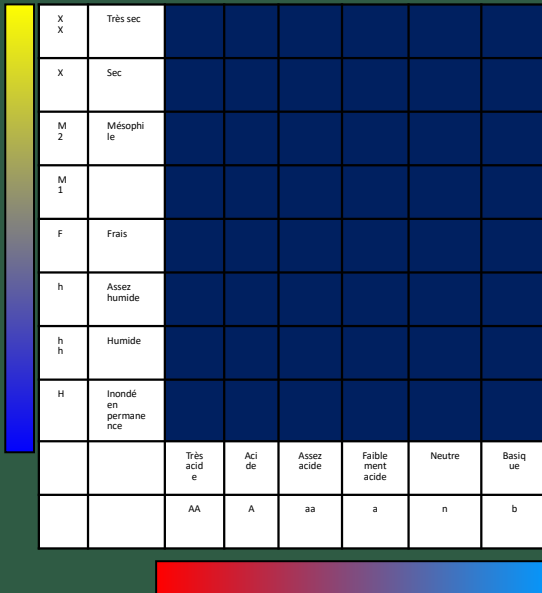 X
X
Très sec
X
Sec
M
2
Mésophi
le
M
1
F
Frais
h
Assez
humide
h
h
Humide
H
Inondé
en
permane
nce
Très
acid
e
Aci
de
Assez
acide
Faible
ment
acide
Neutre
Basiq
ue
AA
A
aa
a
n
b